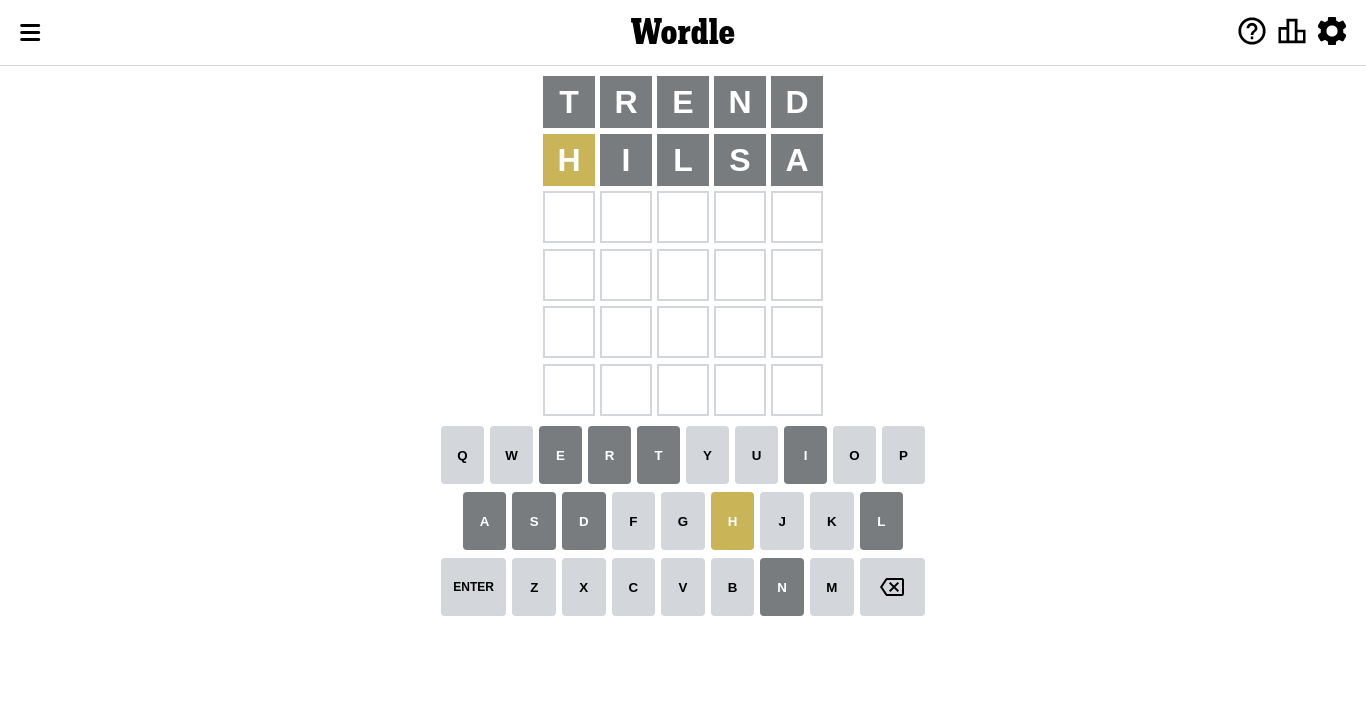 Wordle
T R E N D
H I L S A
Q W E R T Y U I O P
A S D F G H J K L
ENTER Z X C V B N M